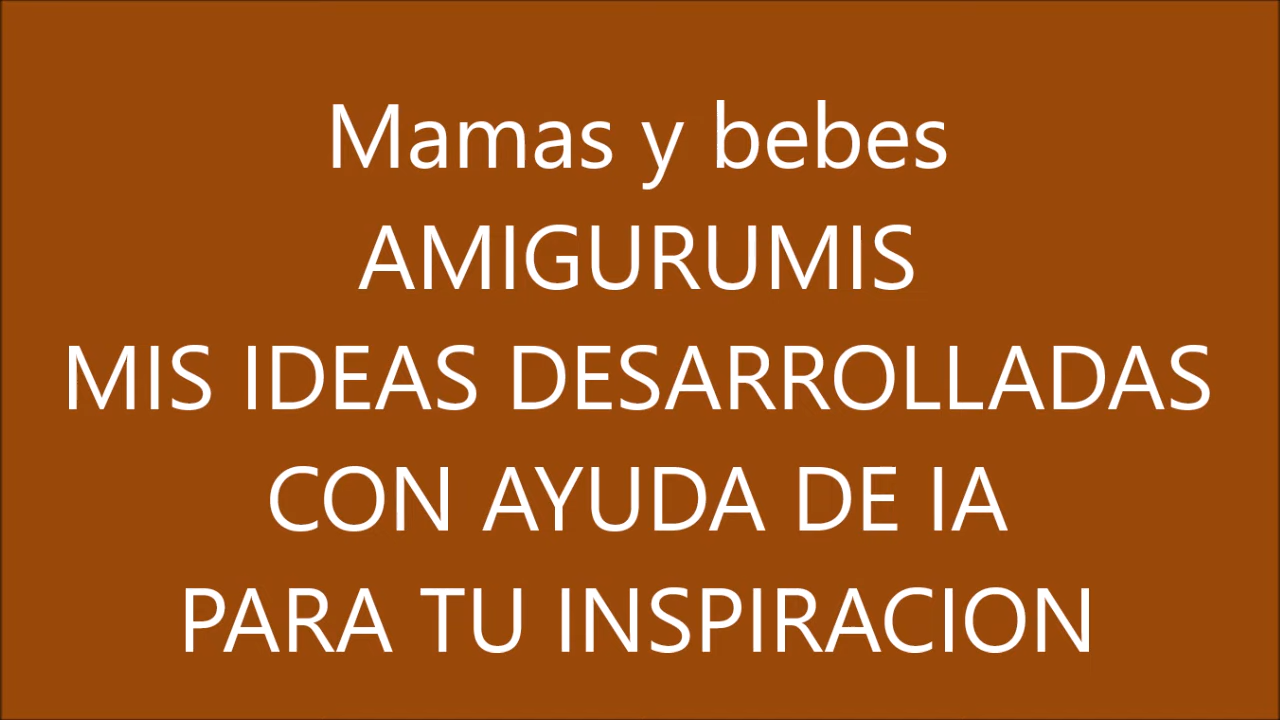 Mamas y bebes
AMIGURUMIS
MIS IDEAS DESARROLLADAS
CON AYUDA DE IA
PARA TU INSPIRACION